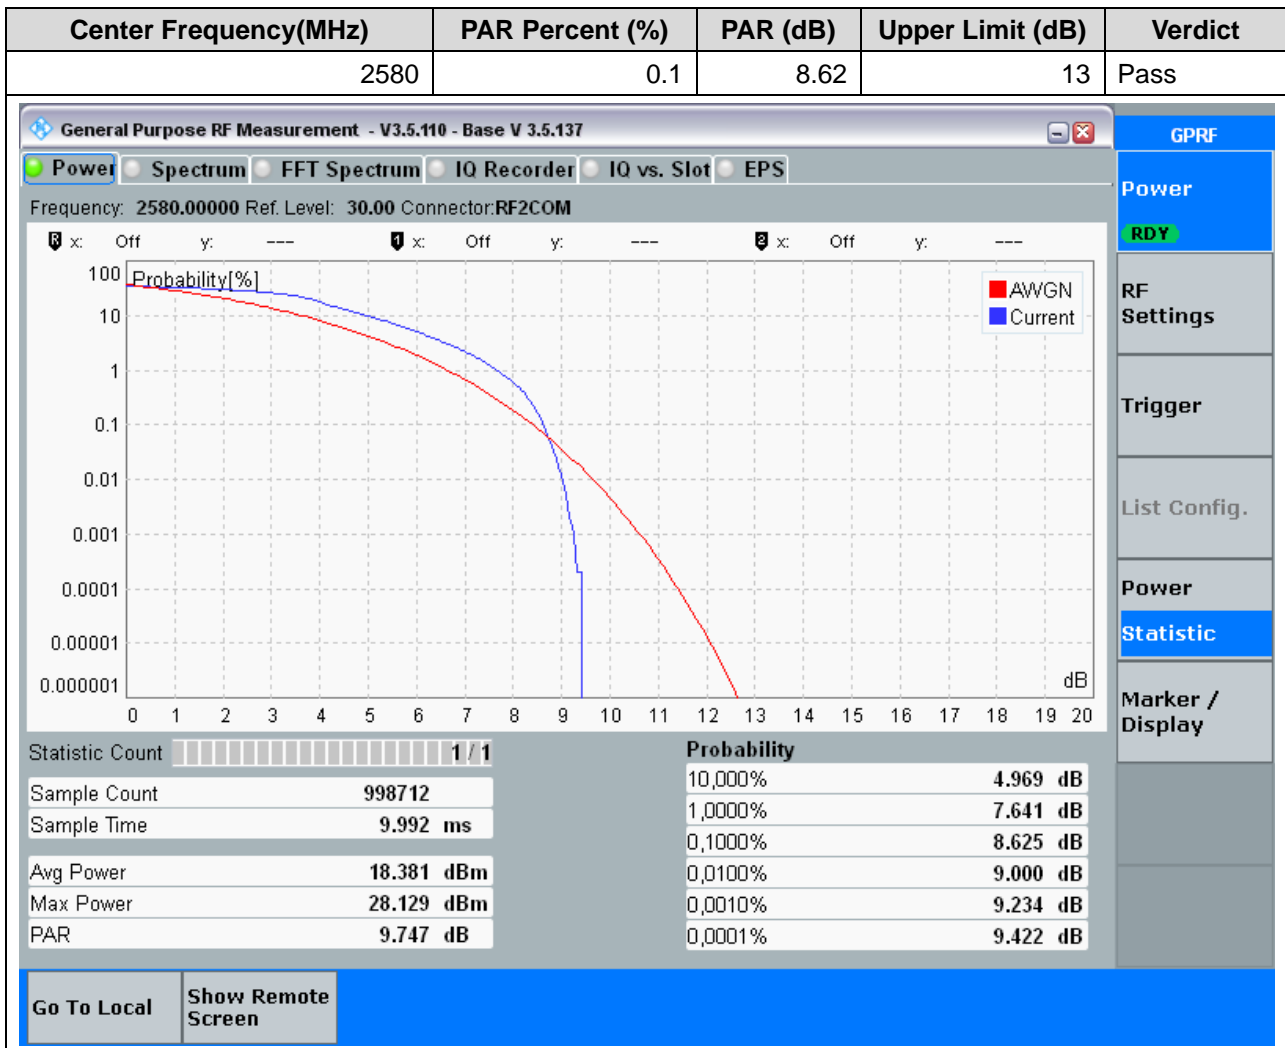 Center Frequency(MHz) PAR Percent (%) PAR (dB) Upper Limit (dB) Verdict
2580 0.1 8.62 13 Pass
General Purpose RF Measurement - V3.5.110 - Base V 3.5.137
GPRF
Power Spectrum FFT Spectrum IQ Recorder IQ vs. Slot EPS
Frequency: 2580.00000 Ref. Level: 30.00 Connector:RF2COM
R x: Off y: --- 1 x: Off y: --- 2 x: Off y: ---
Probability[%]
100
10
1
0.1
0.01
0.001
0.0001
0.00001
0.000001
AWGN
Current
dB
0 1 2 3 4 5 6 7 8 9 10 11 12 13 14 15 16 17 18 19 20
Statistic Count 1 / 1
Sample Count 998712
Sample Time 9.992 ms
Avg Power 18.381 dBm
Max Power 28.129 dBm
PAR 9.747 dB
Probability
10,000% 4.969 dB
1,0000% 7.641 dB
0,1000% 8.625 dB
0,0100% 9.000 dB
0,0010% 9.234 dB
0,0001% 9.422 dB
Power
RDY
RF
Settings
Trigger
List Config.
Power
Statistic
Marker /
Display
Go To Local
Show Remote
Screen